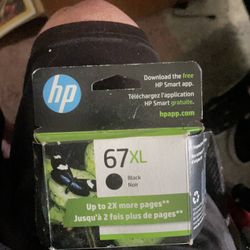 Download the free
HP Smart app.
Téléchargez l'appli
HP Smart gratuite.
hpapp.com
hp
67XL
Black
Noir
Up to 2X more pages**
Jusqu'à 2 fois plus de pages**